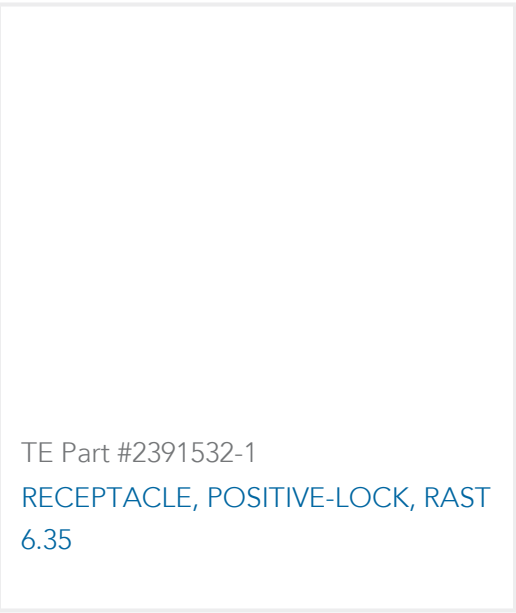 TE Part #2391532-1
RECEPTACLE, POSITIVE-LOCK, RAST
6.35